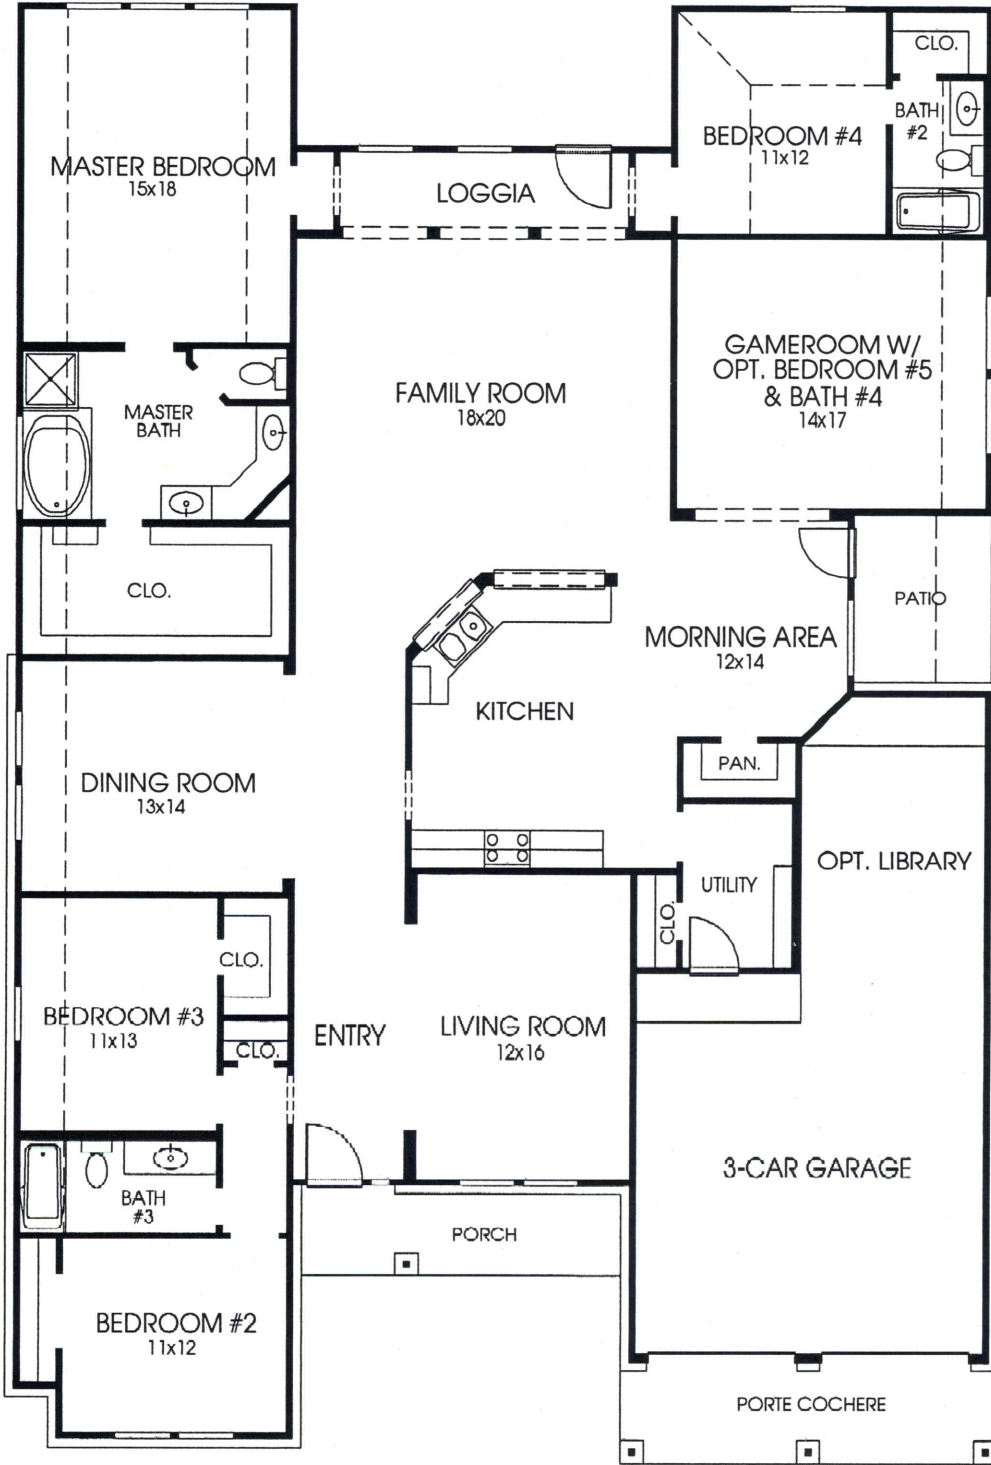 CLO.
BATH
#2
BEDROOM #4
11x12
MASTER BEDROOM
15x18
LOGGIA
GAMEROOM W/
OPT. BEDROOM #5
& BATH #4
14x17
FAMILY ROOM
18x20
MASTER
BATH
CLO.
PATIO
MORNING AREA
12x14
KITCHEN
PAN.
DINING ROOM
13x14
OPT. LIBRARY
UTILITY
CLO.
CLO.
BEDROOM #3
11x13
CLO.
ENTRY
LIVING ROOM
12x16
3-CAR GARAGE
BATH
#3
PORCH
BEDROOM #2
11x12
PORTE COCHERE